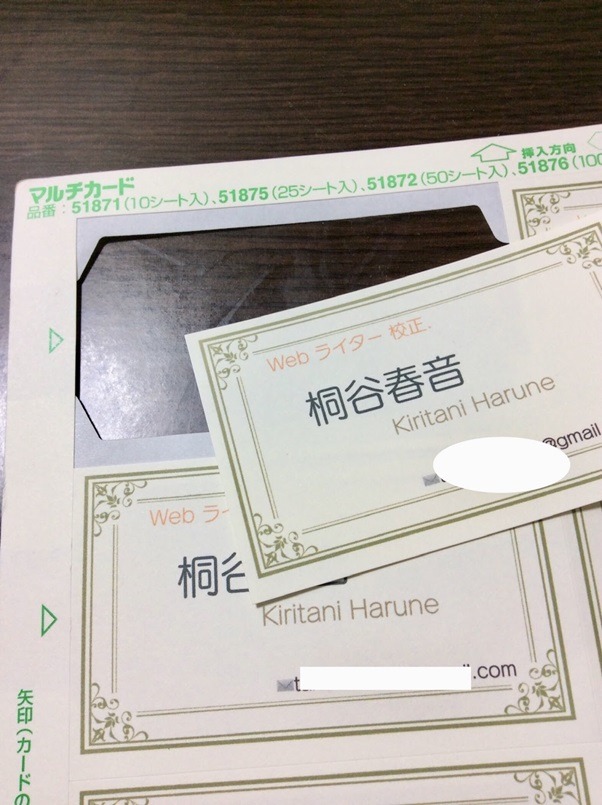 マルチカード
品番：51871(10シート入)、51875(25シート入)、51872(50シート入)、51876(100
挿入方向
Web ライター 校正.
桐谷春音
Kiritani Harune
@gmail
Web ラ
桐
Kiritani Harune
t
.com
矢印(カードの